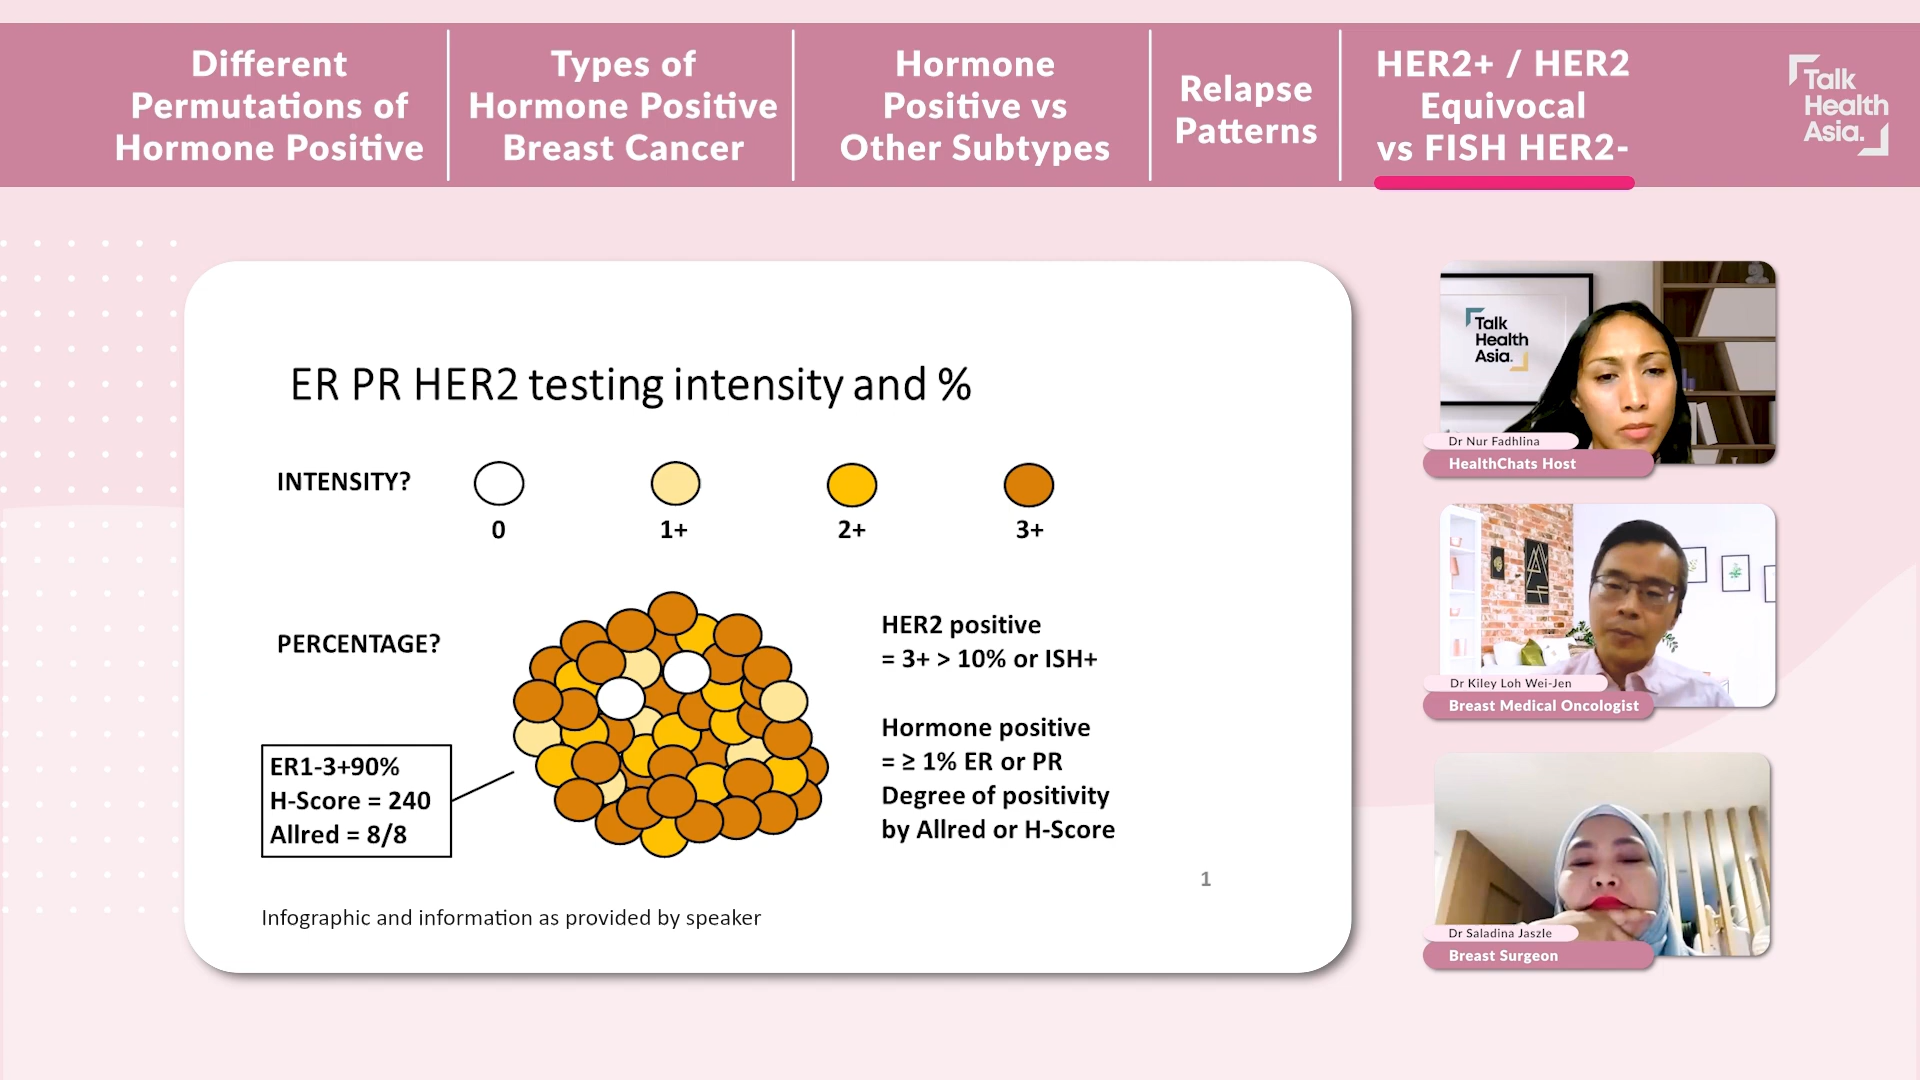 Different
Permutations of
Hormone Positive
Types of
Hormone Positive
Breast Cancer
Hormone
Positive vs
Other Subtypes
Relapse
Patterns
HER2+ / HER2
Equivocal
vs FISH HER2-
Talk
Health
Asia.
ER PR HER2 testing intensity and %
INTENSITY?
0
1+
2+
3+
PERCENTAGE?
HER2 positive
= 3+ > 10% or ISH+
Hormone positive
= ≥ 1% ER or PR
Degree of positivity
by Allred or H-Score
ER1-3+90%
H-Score = 240
Allred = 8/8
1
Infographic and information as provided by speaker
Talk
Health
Asia.
Dr Nur Fadhlina
HealthChats Host
Dr Kiley Loh Wei-Jen
Breast Medical Oncologist
Dr Saladina Jaszle
Breast Surgeon